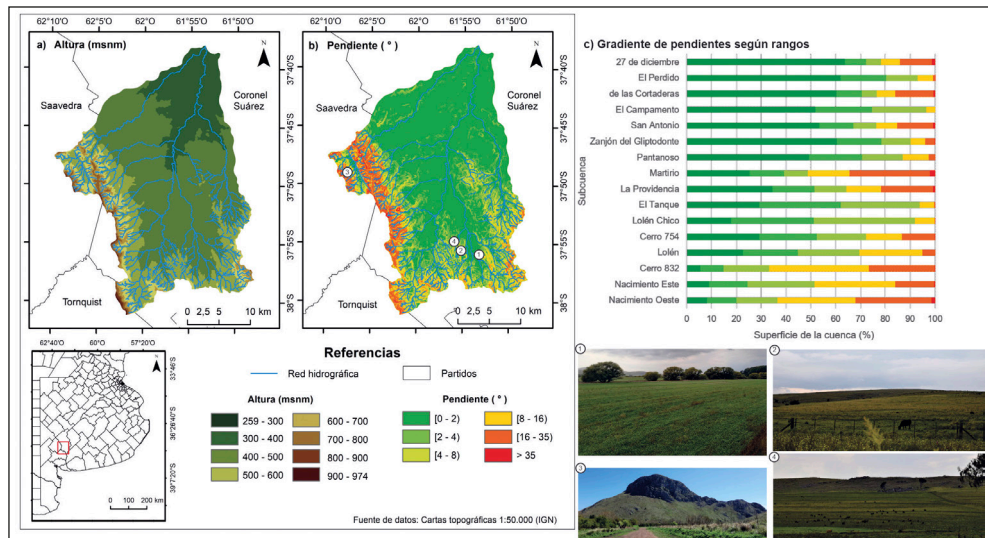 62°10'O 62°5'O 62°0'O 61°55'O 61°50'O
62°10'O 62°5'O 62°0'O 61°55'O 61°50'O
a) Altura (msnm)
N
Saavedra
Coronel
Suárez
Tornquist
0 2,5 5 10 km
b) Pendiente ( ° )
N
Saavedra
Coronel
Suárez
Tornquist
0 2,5 5 10 km
3
4
2
1
37°40'S
37°45'S
37°50'S
37°55'S
38°S
37°40'S
37°45'S
37°50'S
37°55'S
38°S
c) Gradiente de pendientes según rangos
Subcuenca
27 de diciembre
El Perdido
de las Cortaderas
El Campamento
San Antonio
Zanjón del Gliptodonte
Pantanoso
Martirio
La Providencia
El Tanque
Lolén Chico
Cerro 754
Lolén
Cerro 832
Nacimiento Este
Nacimiento Oeste
0 10 20 30 40 50 60 70 80 90 100
Superficie de la cuenca (%)
62°40'O 60°O 57°20'O
N
33°46'S
36°26'40"S
39°7'20"S
0 100 200 km
Referencias
Red hidrográfica
Partidos
Altura (msnm)
259 - 300
300 - 400
400 - 500
500 - 600
600 - 700
700 - 800
800 - 900
900 - 974
Pendiente ( ° )
[0 - 2)
[2 - 4)
[4 - 8)
[8 - 16)
[16 - 35)
> 35
Fuente de datos: Cartas topográficas 1:50.000 (IGN)
1
2
3
4